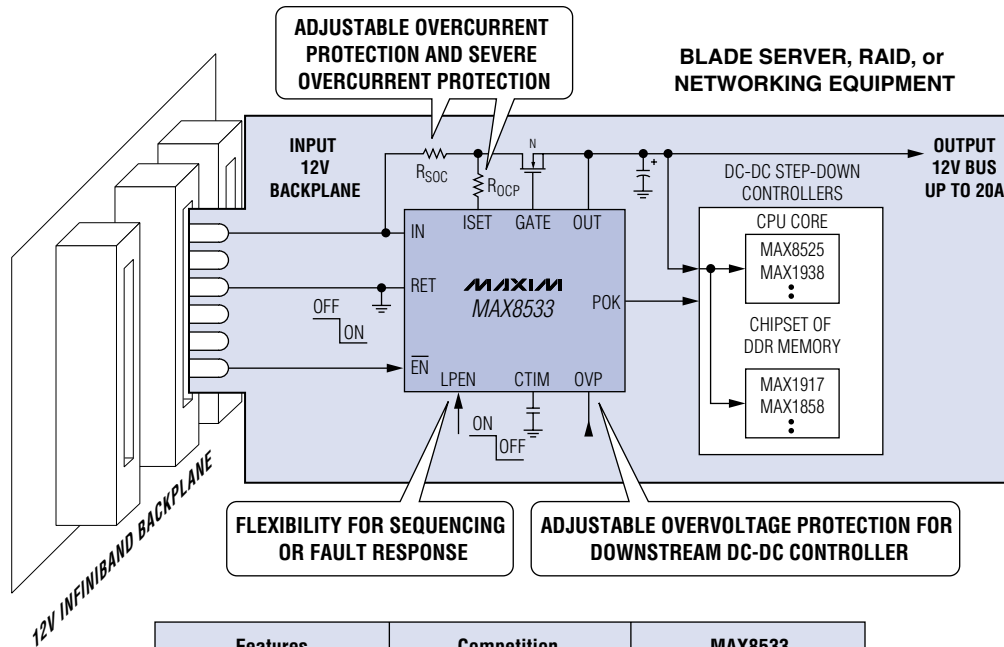 ADJUSTABLE OVERCURRENT
PROTECTION AND SEVERE
OVERCURRENT PROTECTION
BLADE SERVER, RAID, or
NETWORKING EQUIPMENT
INPUT
12V
BACKPLANE
RSOC
ROCP
N
+
OUTPUT
12V BUS
UP TO 20A
DC-DC STEP-DOWN
CONTROLLERS
CPU CORE
MAX8525
MAX1938
CHIPSET OF
DDR MEMORY
MAX1917
MAX1858
IN
ISET
GATE
OUT
RET
MAXIM
MAX8533
POK
OFF
ON
EN
LPEN
CTIM
OVP
ON
OFF
FLEXIBILITY FOR SEQUENCING
OR FAULT RESPONSE
ADJUSTABLE OVERVOLTAGE PROTECTION FOR
DOWNSTREAM DC-DC CONTROLLER
12V INFINIBAND BACKPLANE
Features
Competition
MAX8533